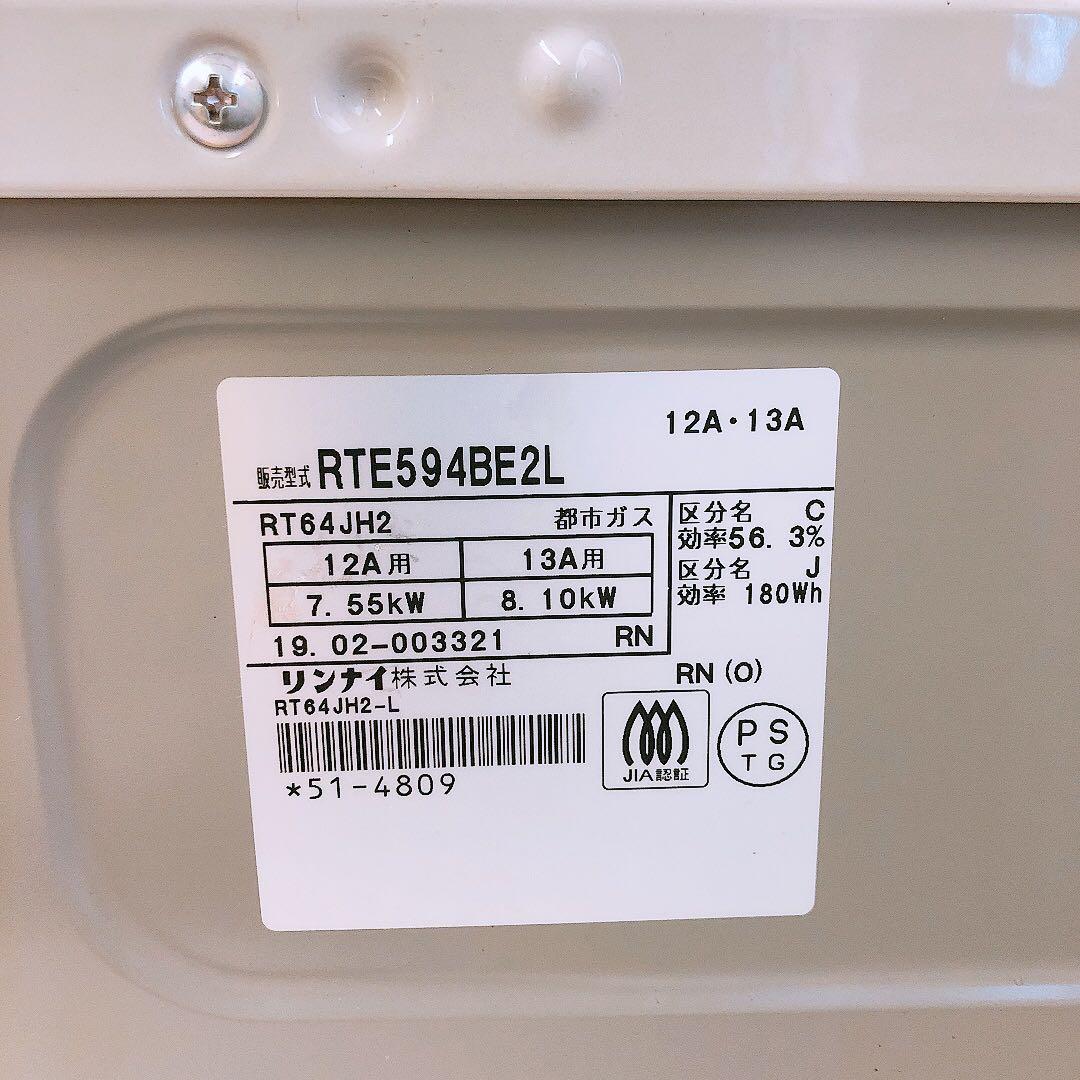 12A・13A
販売型式 RTE594BE2L
RT64JH2 都市ガス
12A用 13A用
7.55kW 8.10kW
19.02-003321 RN
区分名 C
効率56.3%
区分名 J
効率 180Wh
リンナイ株式会社
RN(O)
RT64JH2-L
*51-4809
JIA認証
PS
TG